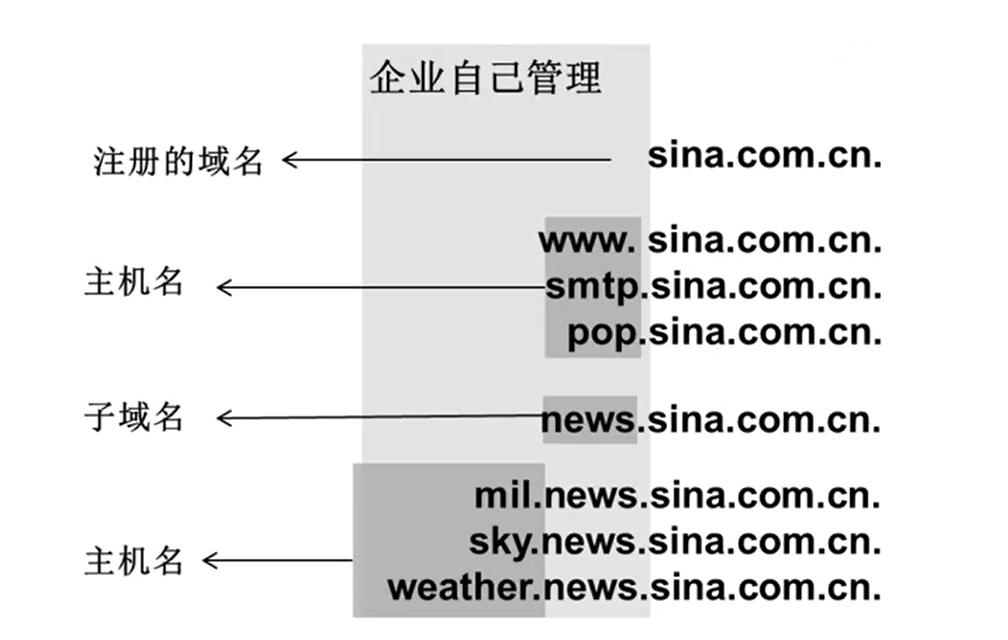 企业自己管理
注册的域名 sina.com.cn.
www. sina.com.cn.
主机名 smtp.sina.com.cn.
pop.sina.com.cn.
子域名 news.sina.com.cn.
mil.news.sina.com.cn.
sky.news.sina.com.cn.
主机名 weather.news.sina.com.cn.